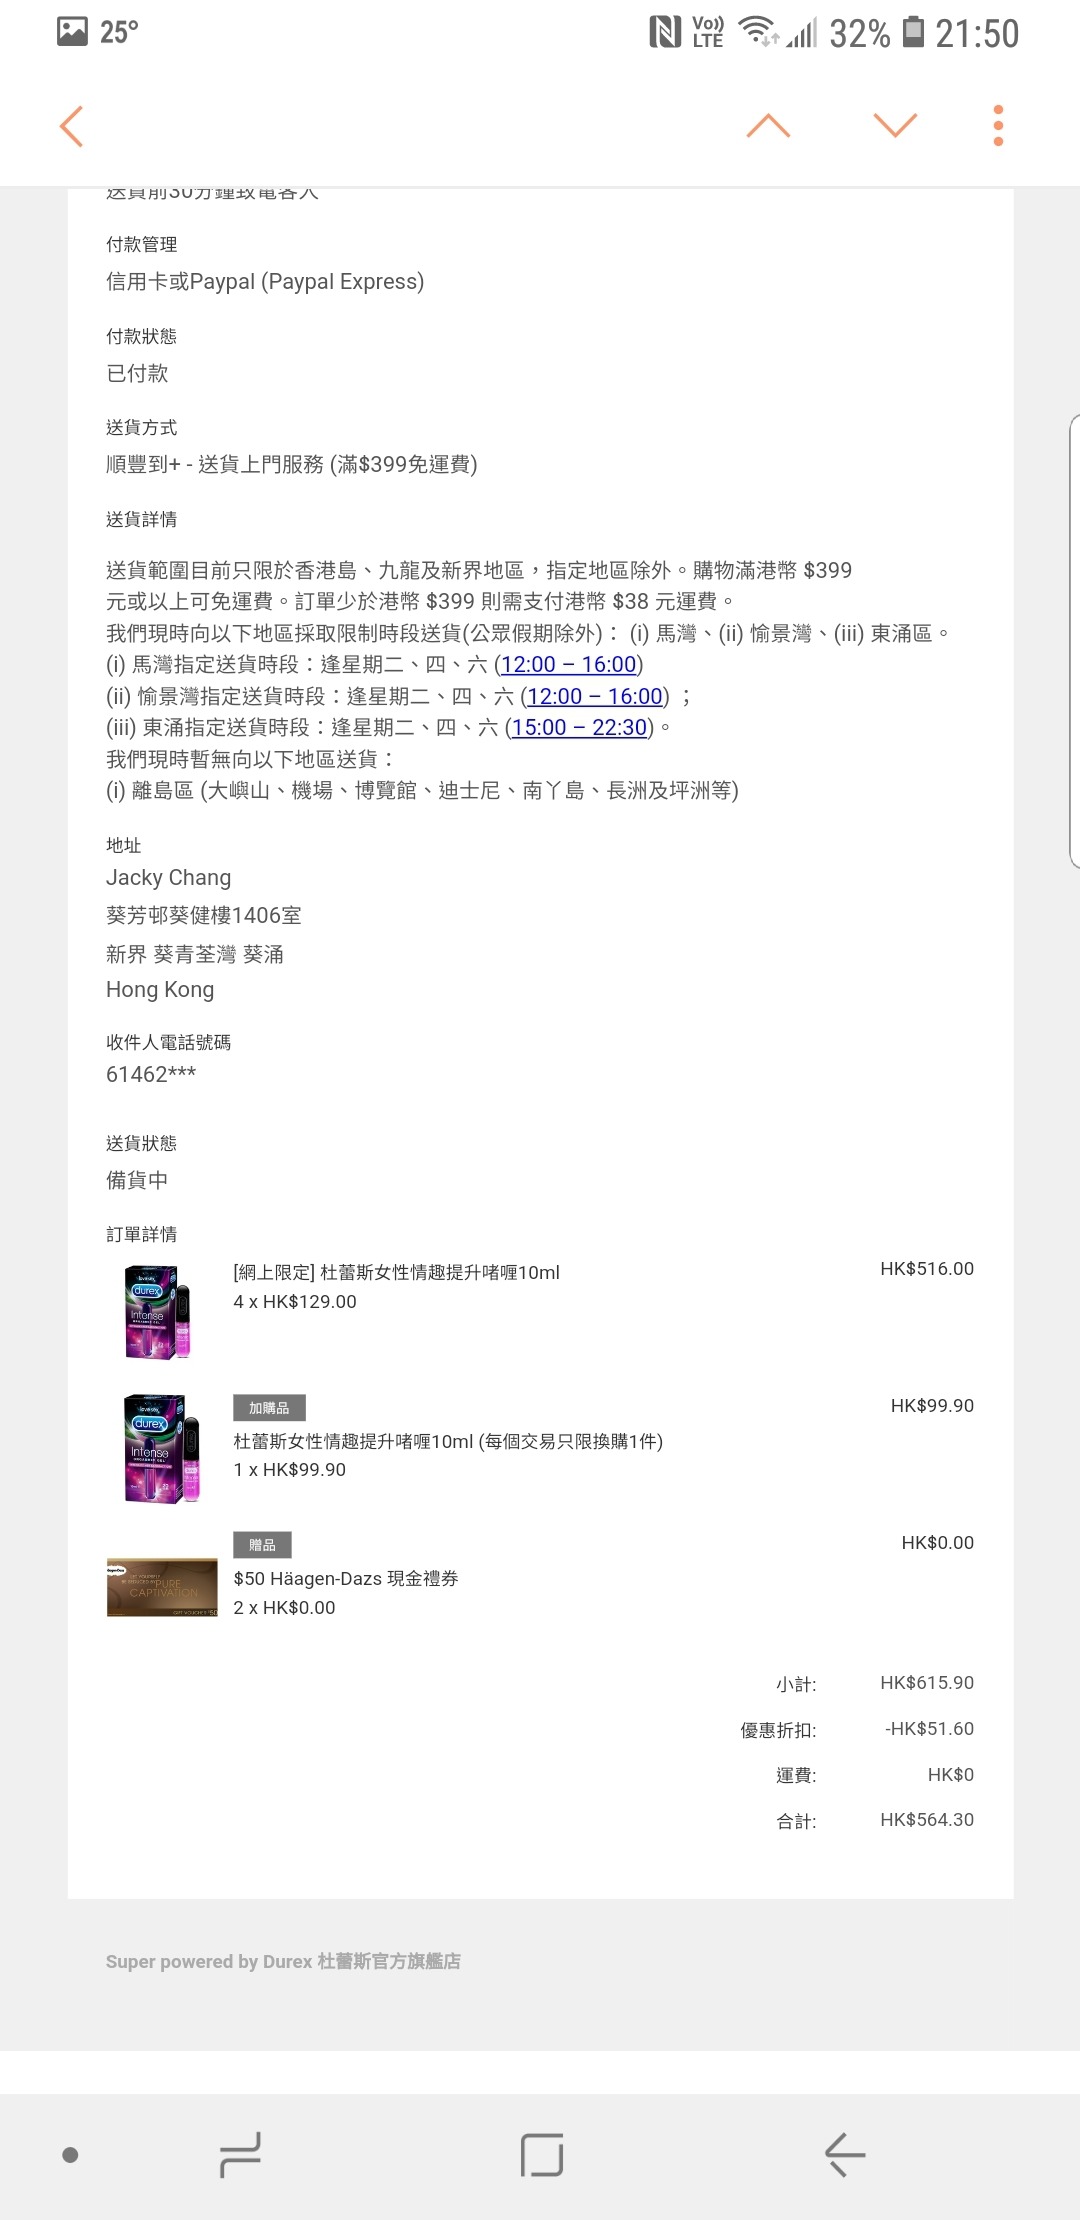 25°
Vo)) LTE 32% 21:50
送貨前30分鐘致電客人
付款管理
信用卡或Paypal (Paypal Express)
付款狀態
已付款
送貨方式
順豐到+ - 送貨上門服務 (滿$399免運費)
送貨詳情
送貨範圍目前只限於香港島、九龍及新界地區，指定地區除外。購物滿港幣 $399
元或以上可免運費。訂單少於港幣 $399 則需支付港幣 $38 元運費。
我們現時向以下地區採取限制時段送貨(公眾假期除外)： (i) 馬灣、(ii) 愉景灣、(iii) 東涌區。
(i) 馬灣指定送貨時段：逢星期二、四、六 (12:00 – 16:00)
(ii) 愉景灣指定送貨時段：逢星期二、四、六 (12:00 – 16:00) ；
(iii) 東涌指定送貨時段：逢星期二、四、六 (15:00 – 22:30)。
我們現時暫無向以下地區送貨：
(i) 離島區 (大嶼山、機場、博覽館、迪士尼、南丫島、長洲及坪洲等)
地址
Jacky Chang
葵芳邨葵健樓1406室
新界 葵青荃灣 葵涌
Hong Kong
收件人電話號碼
61462***
送貨狀態
備貨中
訂單詳情
durex
Intense
[網上限定] 杜蕾斯女性情趣提升啫喱10ml
HK$516.00
4 x HK$129.00
durex
Intense
加購品
HK$99.90
杜蕾斯女性情趣提升啫喱10ml (每個交易只限換購1件)
1 x HK$99.90
贈品
HK$0.00
PURE
CAPTIVATION
$50 Häagen-Dazs 現金禮券
2 x HK$0.00
小計: HK$615.90
優惠折扣: -HK$51.60
運費: HK$0
合計: HK$564.30
Super powered by Durex 杜蕾斯官方旗艦店